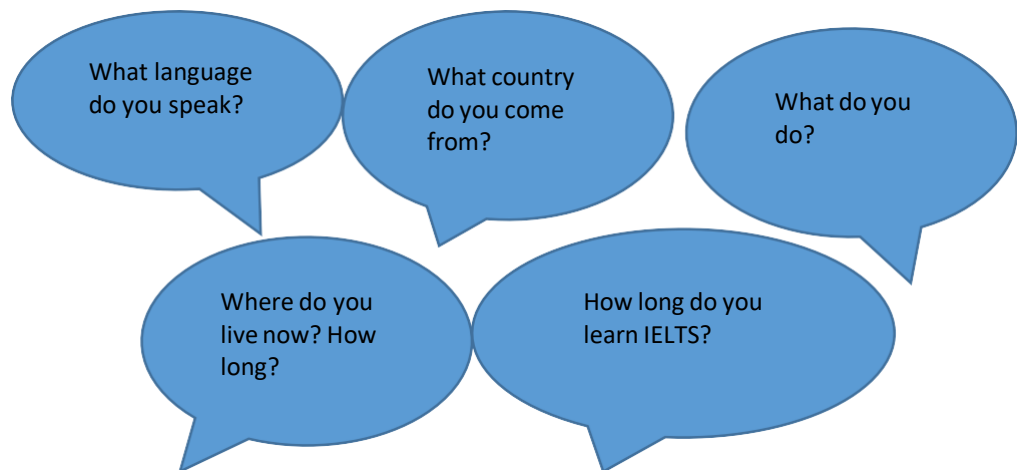 What language
do you speak?
What country
do you come
from?
What do you
do?
Where do you
live now? How
long?
How long do you
learn IELTS?